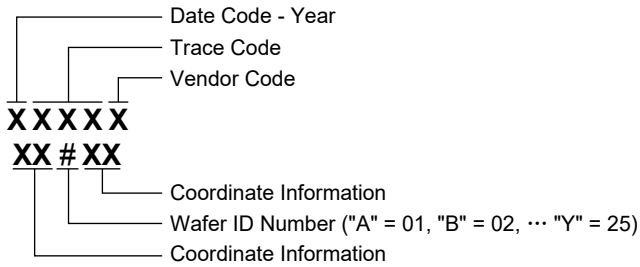 Date Code - Year
Trace Code
Vendor Code
XXXXX
XX # XX
Coordinate Information
Wafer ID Number ("A" = 01, "B" = 02, ··· "Y" = 25)
Coordinate Information